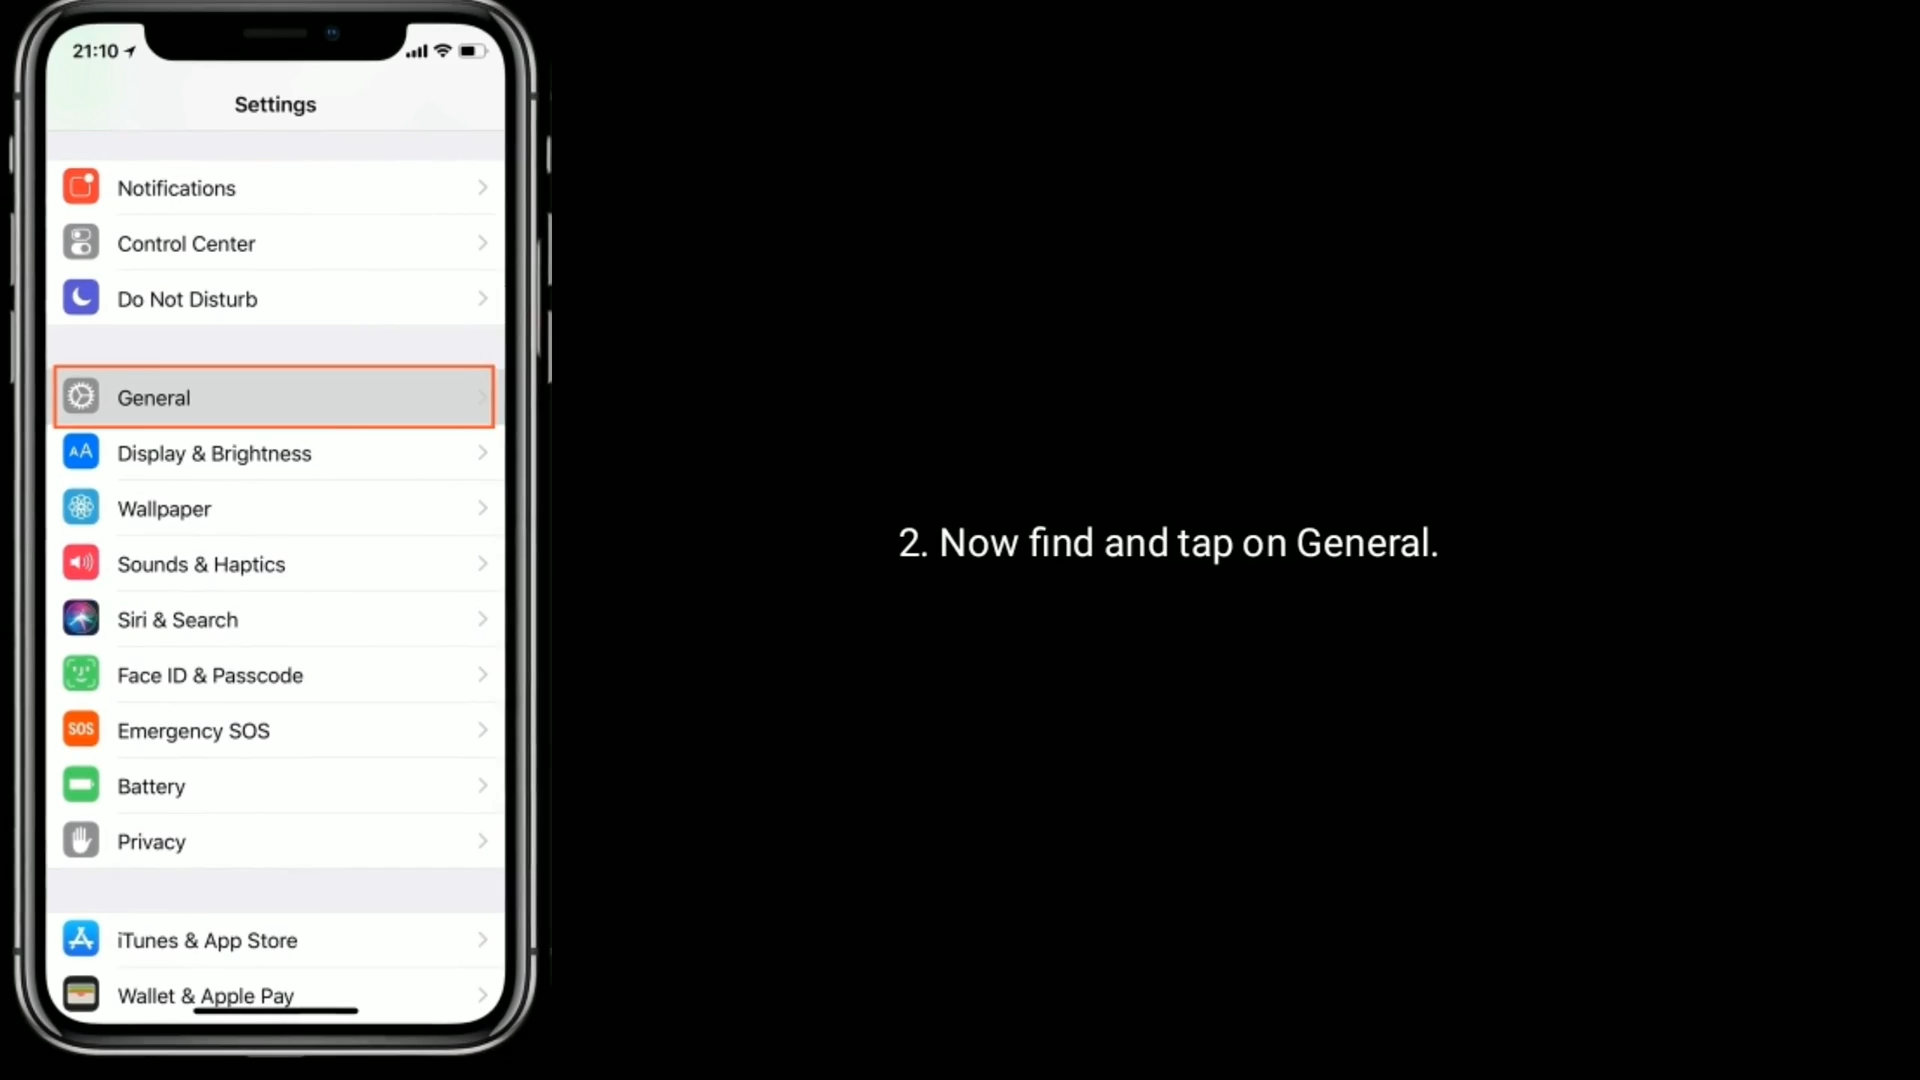 21:10
Settings
Notifications
Control Center
Do Not Disturb
General
AA Display & Brightness
Wallpaper
Sounds & Haptics
Siri & Search
Face ID & Passcode
SOS Emergency SOS
Battery
Privacy
iTunes & App Store
Wallet & Apple Pay
2. Now find and tap on General.